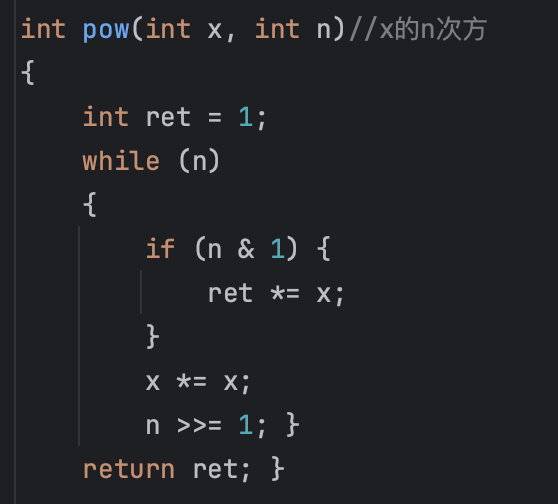 int pow(int x, int n)//x的n次方
{
    int ret = 1;
    while (n)
    {
        if (n & 1) {
            ret *= x;
        }
        x *= x;
        n >>= 1; }
    return ret; }